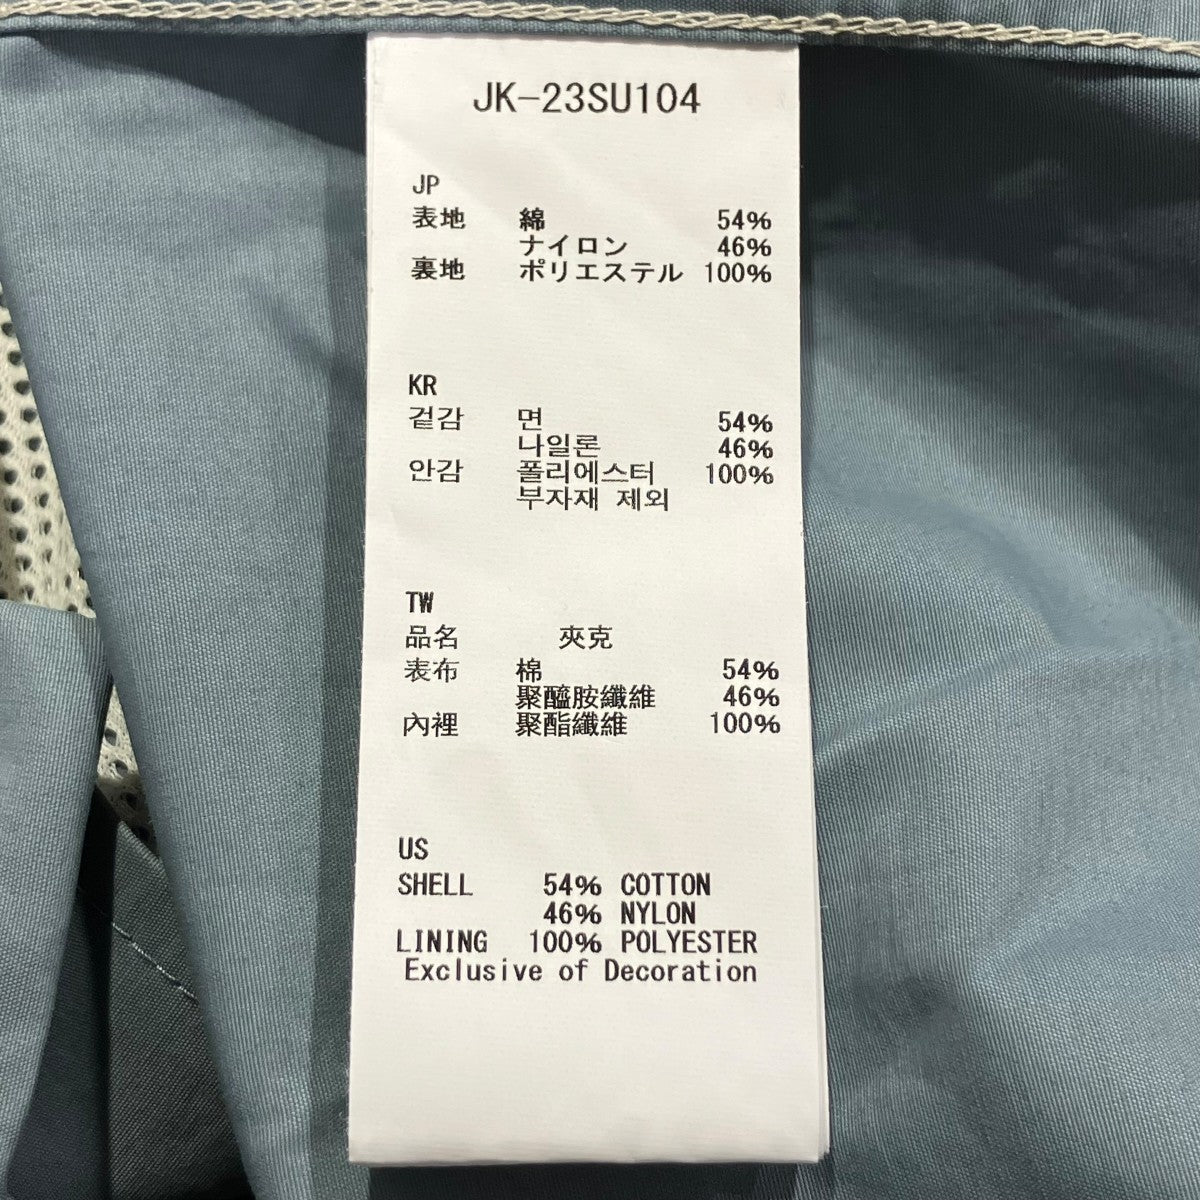 JK-23SU104
JP
表地 綿 54%
ナイロン 46%
裏地 ポリエステル 100%
KR
겉감 면 54%
나일론 46%
안감 폴리에스터 100%
부자재 제외
TW
品名 夾克
表布 棉 54%
聚醯胺纖維 46%
內裡 聚酯纖維 100%
US
SHELL 54% COTTON
46% NYLON
LINING 100% POLYESTER
Exclusive of Decoration